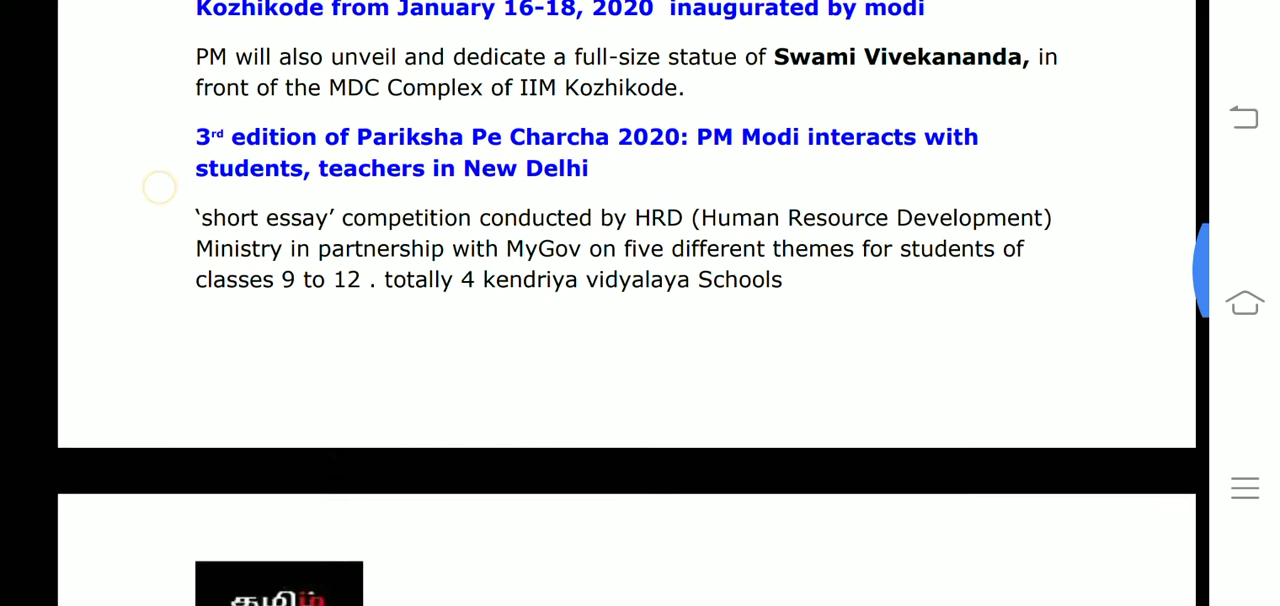 Kozhikode from January 16-18, 2020 inaugurated by modi
PM will also unveil and dedicate a full-size statue of Swami Vivekananda, in
front of the MDC Complex of IIM Kozhikode.
3rd edition of Pariksha Pe Charcha 2020: PM Modi interacts with
students, teachers in New Delhi
‘short essay’ competition conducted by HRD (Human Resource Development)
Ministry in partnership with MyGov on five different themes for students of
classes 9 to 12 . totally 4 kendriya vidyalaya Schools
தமிழ்